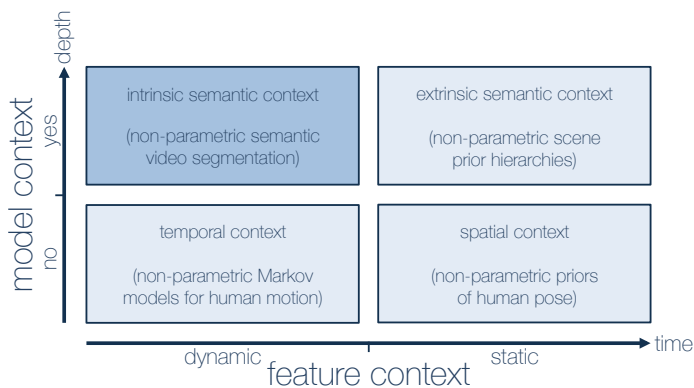 depth
model context
yes
no
intrinsic semantic context
(non-parametric semantic
video segmentation)
extrinsic semantic context
(non-parametric scene
prior hierarchies)
temporal context
(non-parametric Markov
models for human motion)
spatial context
(non-parametric priors
of human pose)
time
dynamic
static
feature context